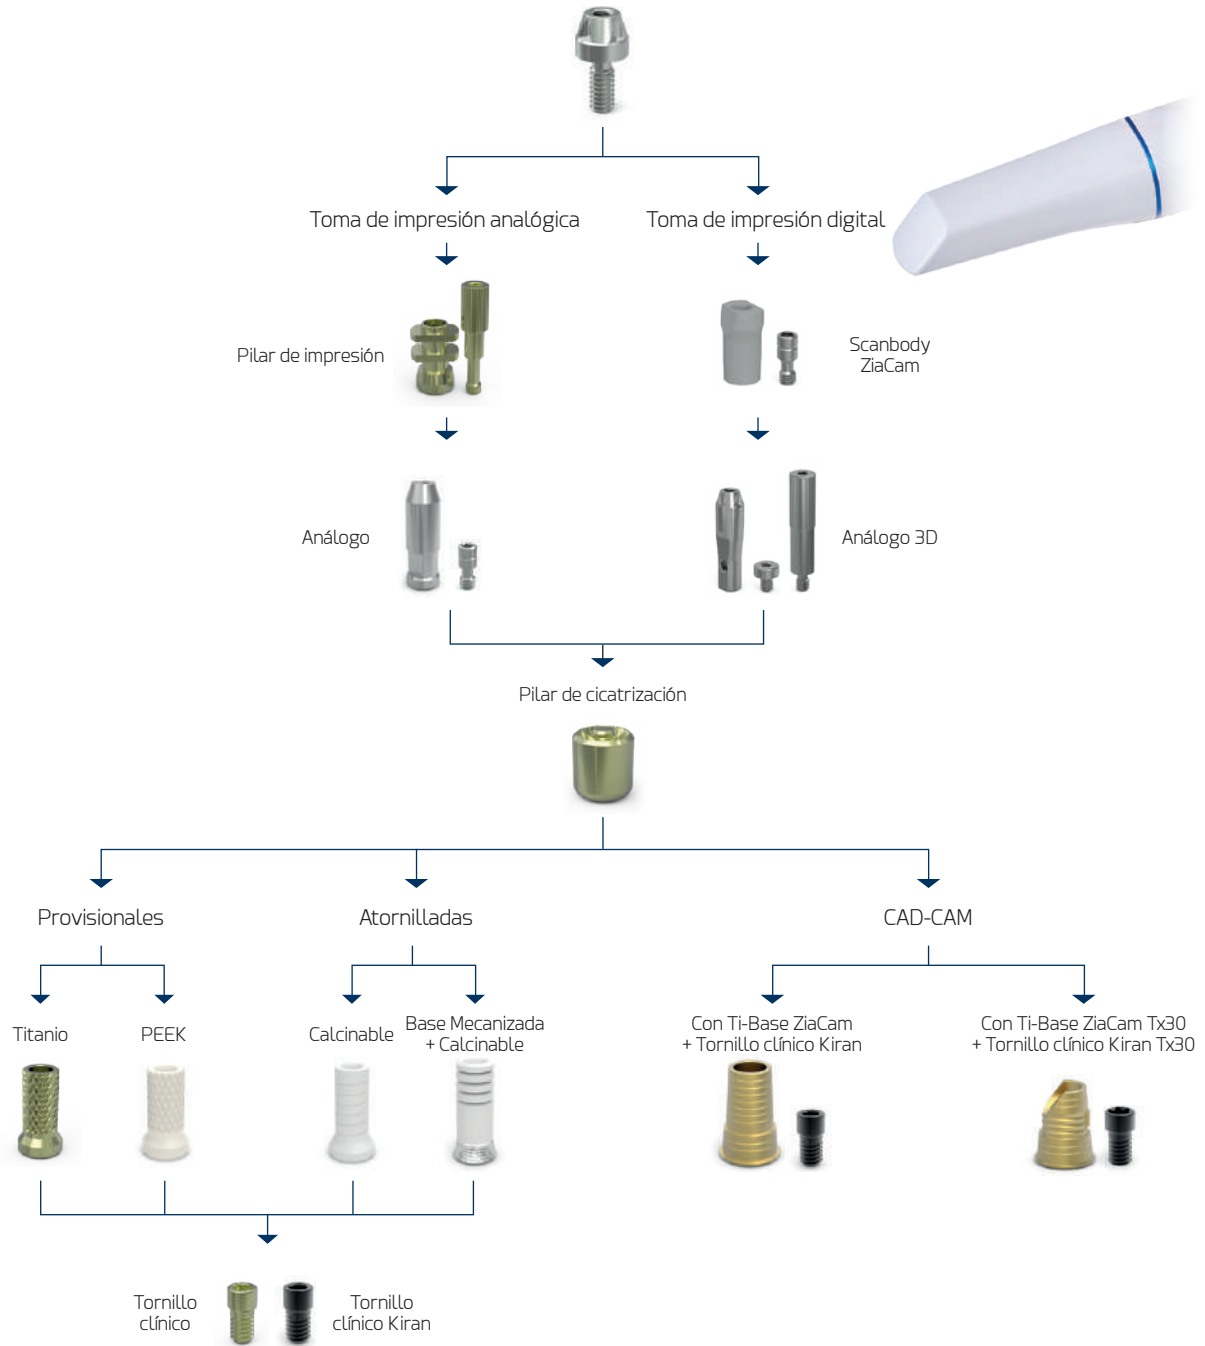 Toma de impresión analógica
Toma de impresión digital
Pilar de impresión
Scanbody
ZiaCam
Análogo
Análogo 3D
Pilar de cicatrización
Provisionales
Atornilladas
CAD-CAM
Titanio
PEEK
Calcinable
Base Mecanizada
+ Calcinable
Con Ti-Base ZiaCam
+ Tornillo clínico Kiran
Con Ti-Base ZiaCam Tx30
+ Tornillo clínico Kiran Tx30
Tornillo
clínico
Tornillo
clínico Kiran